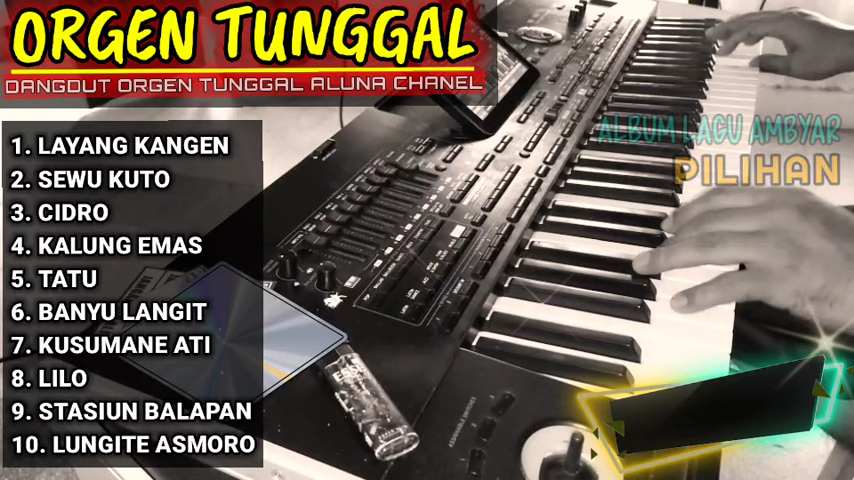 ORGEN TUNGGAL
DANGDUT ORGEN TUNGGAL ALUNA CHANEL
ALBUM LAGU AMBYAR
PILIHAN
1. LAYANG KANGEN
2. SEWU KUTO
3. CIDRO
4. KALUNG EMAS
5. TATU
6. BANYU LANGIT
7. KUSUMANE ATI
8. LILO
9. STASIUN BALAPAN
10. LUNGITE ASMORO